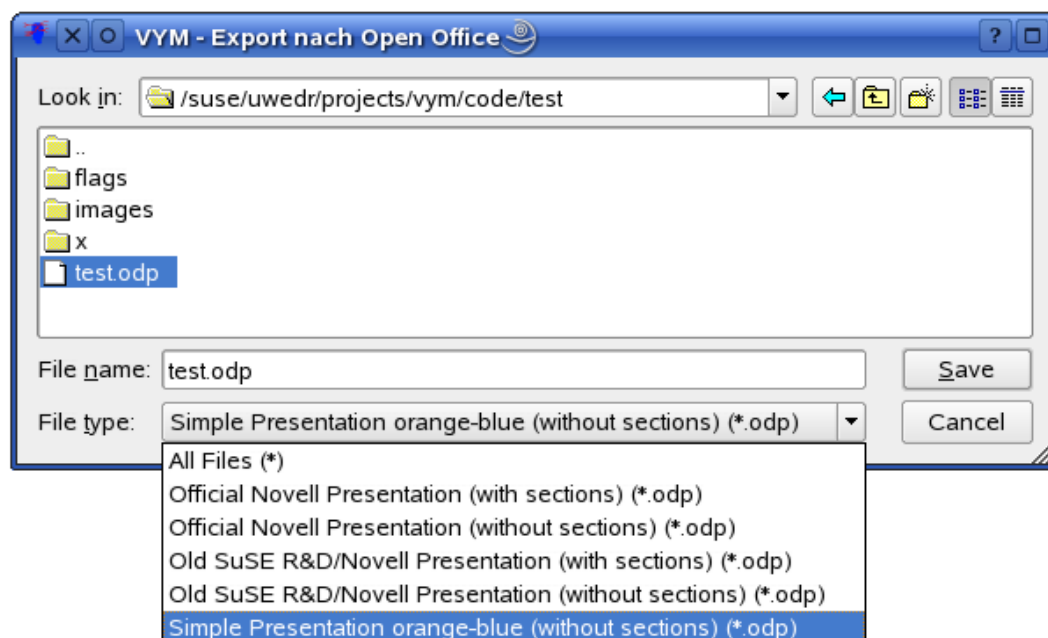 VYM - Export nach Open Office
Look in: /suse/uwedr/projects/vym/code/test
..
flags
images
x
test.odp
File name: test.odp Save
File type: Simple Presentation orange-blue (without sections) (*.odp) Cancel
All Files (*)
Official Novell Presentation (with sections) (*.odp)
Official Novell Presentation (without sections) (*.odp)
Old SuSE R&D/Novell Presentation (with sections) (*.odp)
Old SuSE R&D/Novell Presentation (without sections) (*.odp)
Simple Presentation orange-blue (without sections) (*.odp)